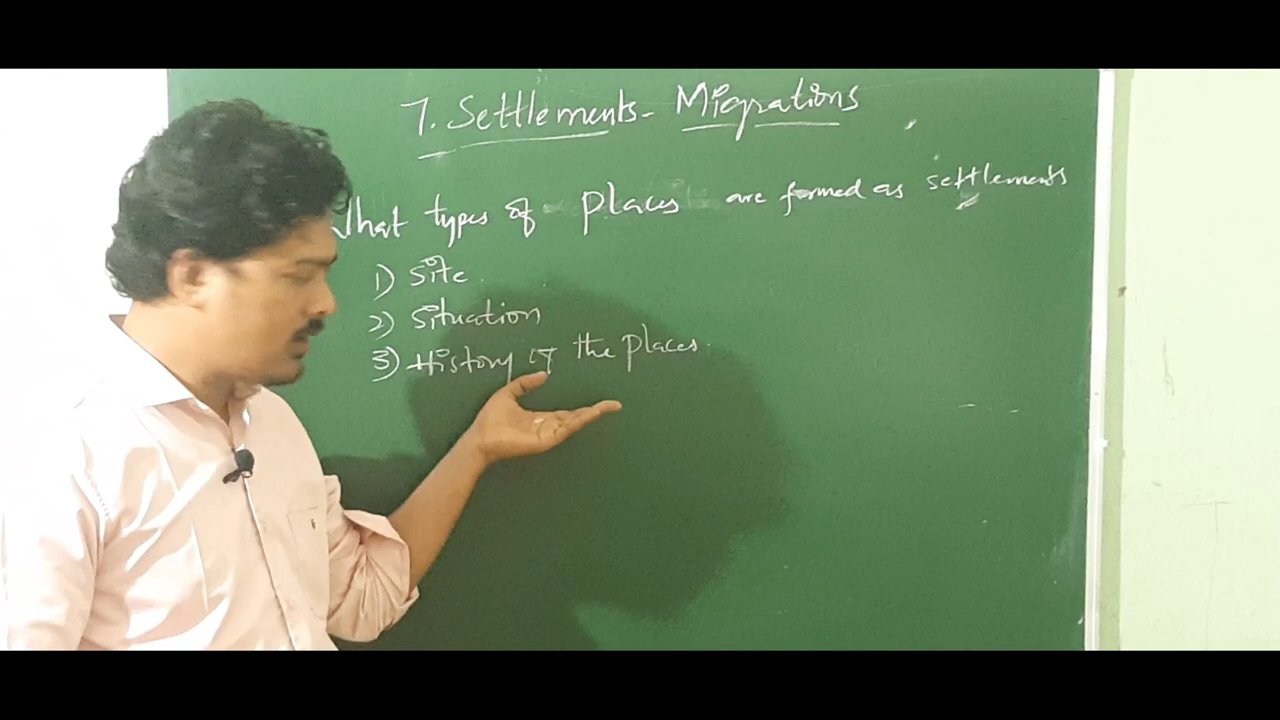 7. Settlements - Migrations
What types of places are formed as settlements
1) Site.
2) Situation
3) History of the places.